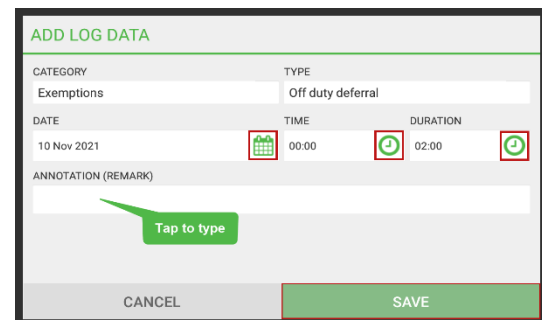 ADD LOG DATA
CATEGORY TYPE
Exemptions Off duty deferral
DATE TIME DURATION
10 Nov 2021 00:00 02:00
ANNOTATION (REMARK)
Tap to type
CANCEL SAVE